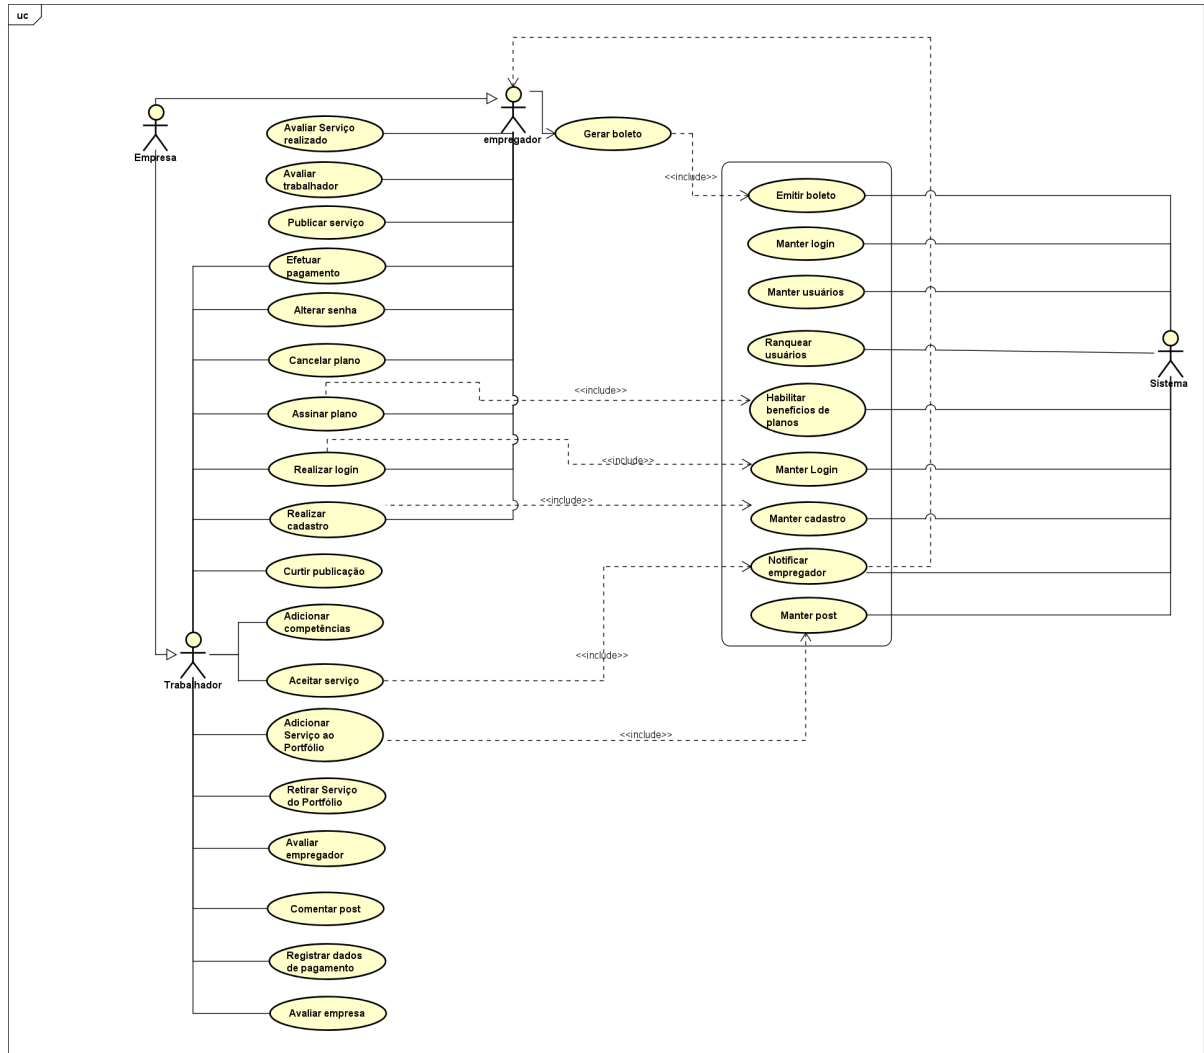 uc
Empresa
empregador
Gerar boleto
Avaliar Serviço
realizado
Avaliar
trabalhador
Publicar serviço
Efetuar
pagamento
Alterar senha
Cancelar plano
Assinar plano
Realizar login
Realizar
cadastro
Curtir publicação
Adicionar
competências
Aceitar serviço
Adicionar
Serviço ao
Portfólio
Retirar Serviço
do Portfólio
Avaliar
empregador
Comentar post
Registrar dados
de pagamento
Avaliar empresa
Trabalhador
<<include>>
<<include>>
<<include>>
<<include>>
<<include>>
<<include>>
Emitir boleto
Manter login
Manter usuários
Ranquear
usuários
Habilitar
benefícios de
planos
Manter Login
Manter cadastro
Notificar
empregador
Manter post
Sistema